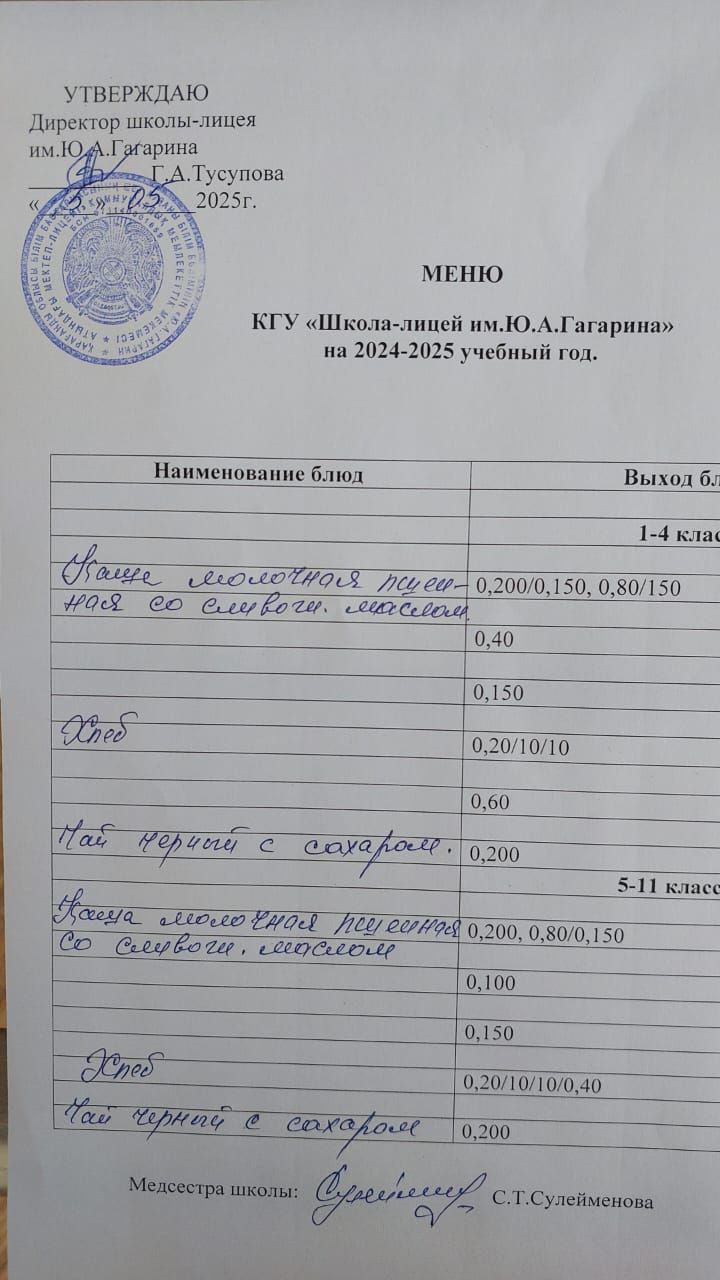 УТВЕРЖДАЮ
Директор школы-лицея
им.Ю.А.Гагарина
Г.А.Тусупова
« 5 » 05 2025г.
МЕНЮ
КГУ «Школа-лицей им.Ю.А.Гагарина»
на 2024-2025 учебный год.
Наименование блюд Выход бл
1-4 клас
Каша молочная пшен- 0,200/0,150, 0,80/150
ная со сливочн. маслом
0,40
0,150
Хлеб
0,20/10/10
0,60
Чай черный с сахаром. 0,200
5-11 класс
Каша молочная пшенная 0,200, 0,80/0,150
со сливочн. маслом
0,100
0,150
Хлеб 0,20/10/10/0,40
Чай черный с сахаром 0,200
Медсестра школы: С.Т.Сулейменова